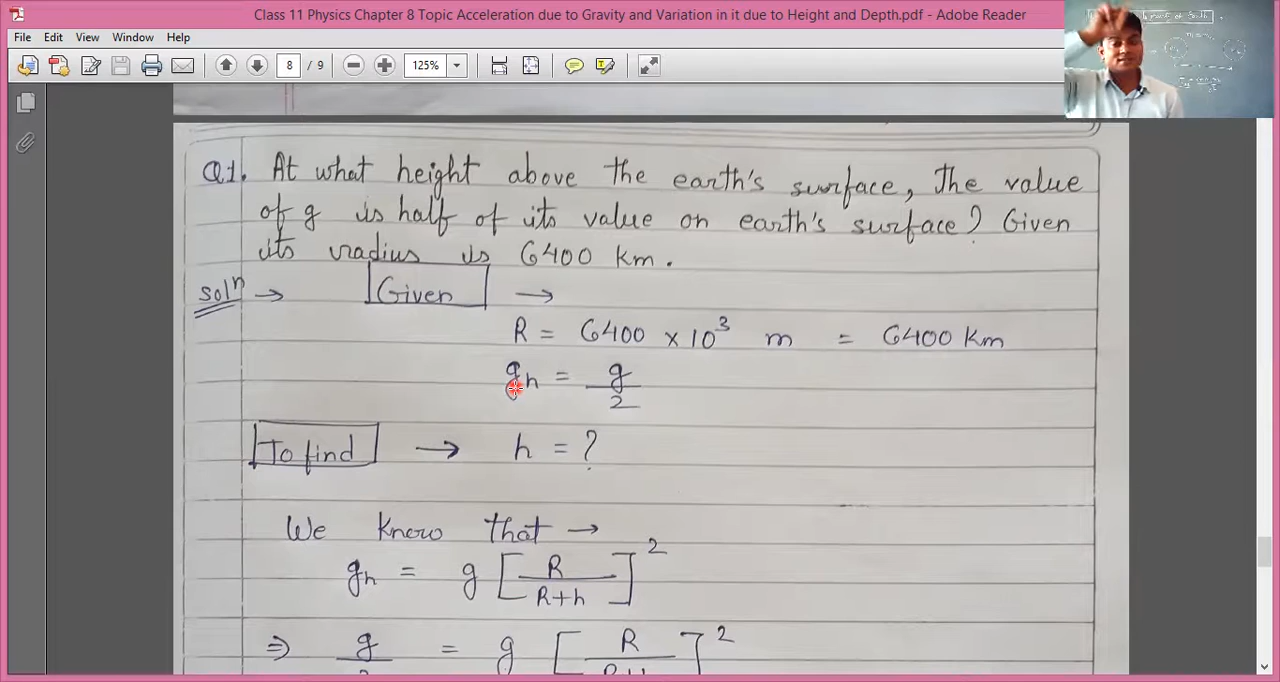 Class 11 Physics Chapter 8 Topic Acceleration due to Gravity and Variation in it due to Height and Depth.pdf - Adobe Reader
File Edit View Window Help
8 / 9 125%
Q1. At what height above the earth's surface, the value
of g is half of its value on earth's surface? Given
its radius is 6400 km.
Solⁿ → Given →
R = 6400 × 10³ m = 6400 Km
gh = g/2
To find → h = ?
We know that →
gh = g [R/R+h]²
⇒ g = g [R]²